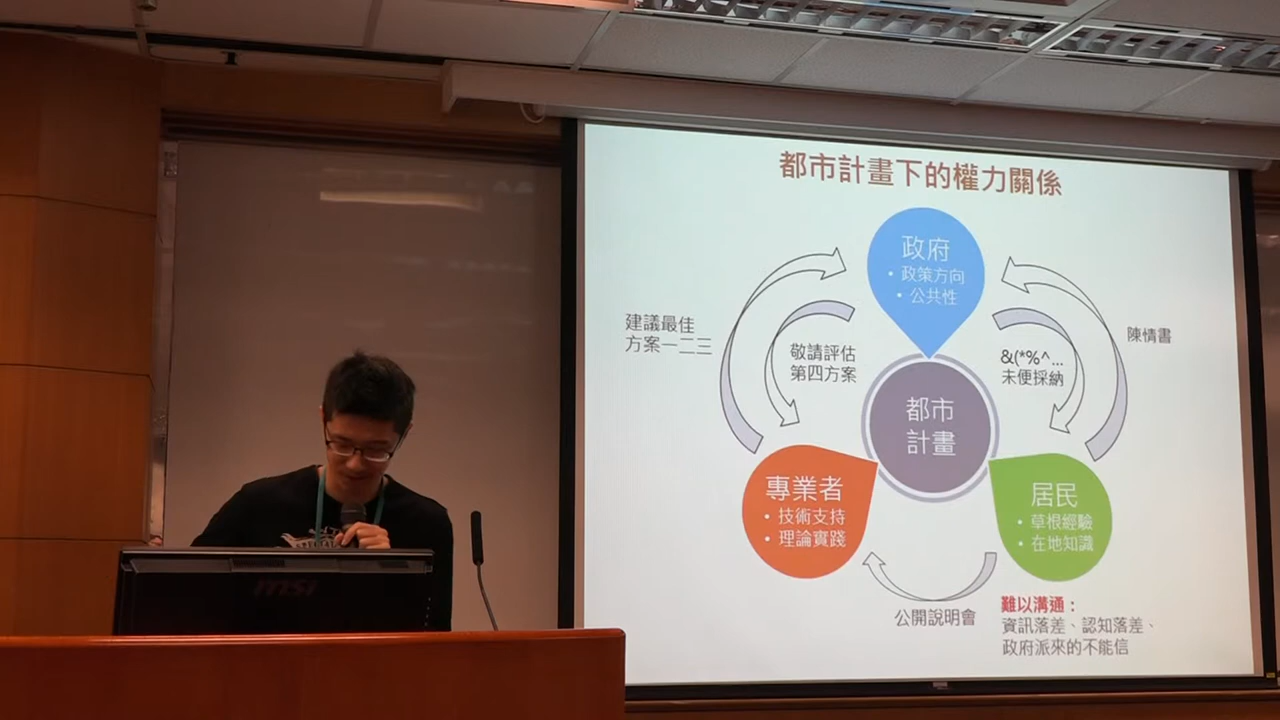 都市計畫下的權力關係
政府
• 政策方向
• 公共性
建議最佳
方案一二三
敬請評估
第四方案
&(*%^...
未便採納
陳情書
都市
計畫
專業者
• 技術支持
• 理論實踐
居民
• 草根經驗
• 在地知識
公開說明會
難以溝通：
資訊落差、認知落差、
政府派來的不能信
msi